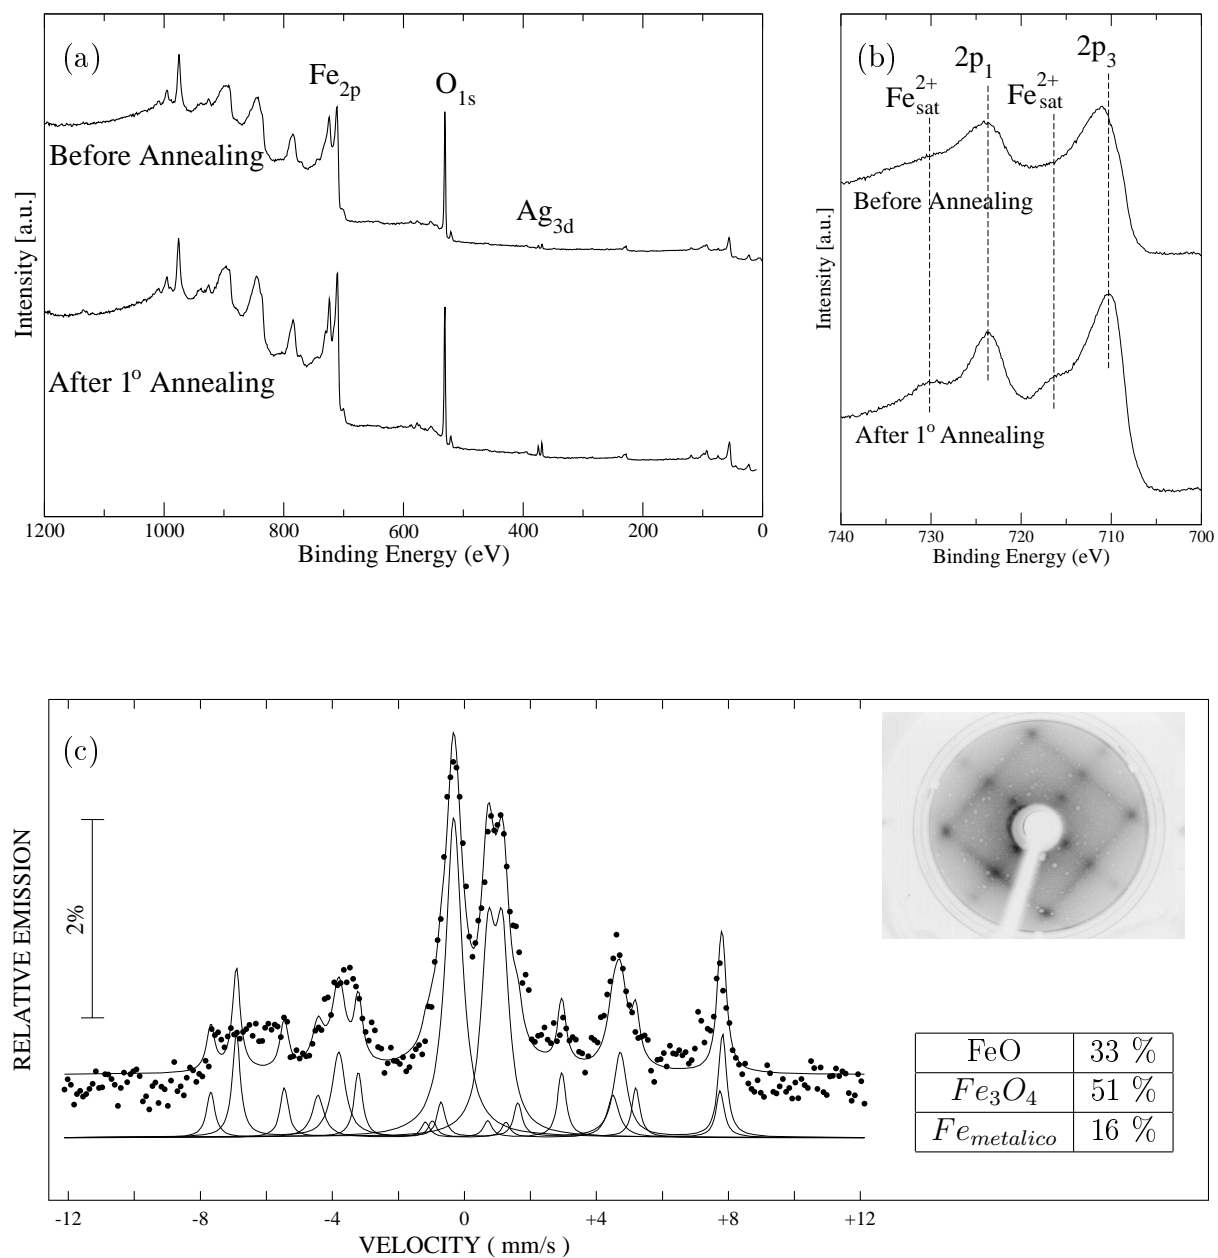 (a)
Fe2p
O1s
Ag3d
Before Annealing
After 1° Annealing
Intensity [a.u.]
1200 1000 800 600 400 200 0
Binding Energy (eV)
(b)
Fe2+sat 2p1 Fe2+sat 2p3
Before Annealing
After 1° Annealing
Intensity [a.u.]
740 730 720 710 700
Binding Energy (eV)
(c)
2%
RELATIVE EMISSION
FeO 33 %
Fe3O4 51 %
Femetalico 16 %
-12 -8 -4 0 +4 +8 +12
VELOCITY ( mm/s )